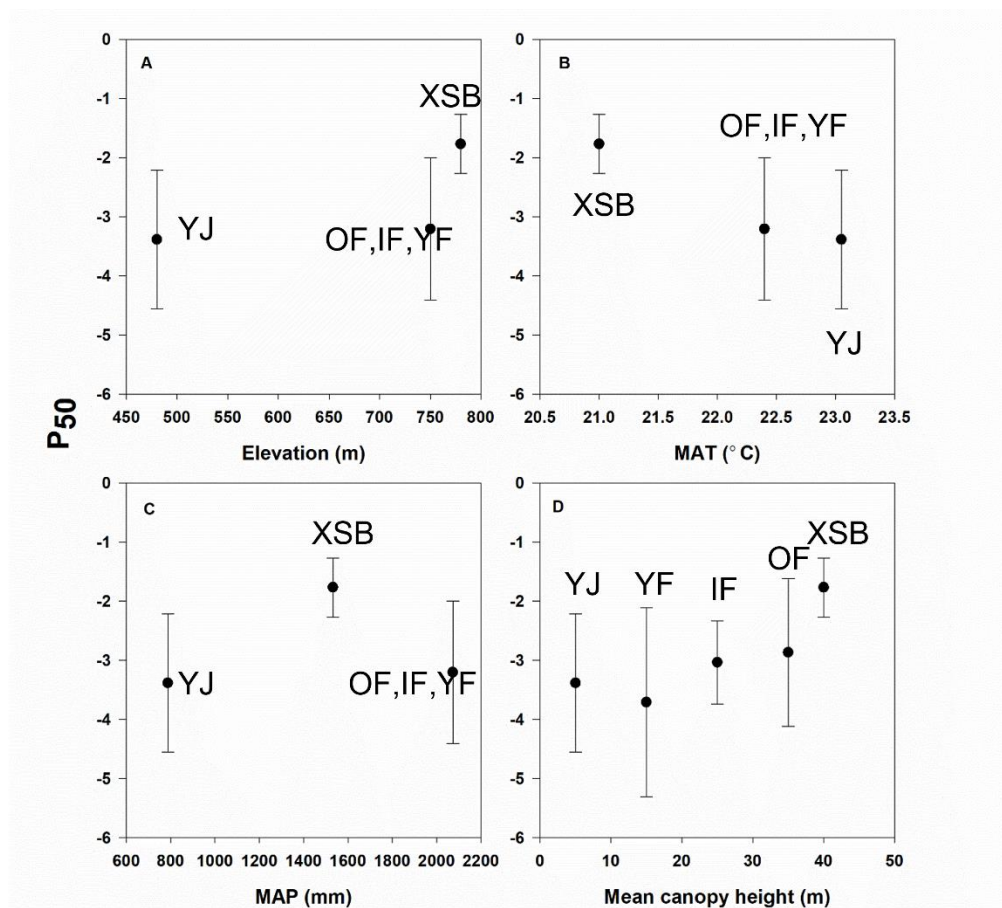 A
0
-1
-2
-3
-4
-5
-6
XSB
YJ
OF,IF,YF
450 500 550 600 650 700 750 800
Elevation (m)
B
0
-1
-2
-3
-4
-5
-6
OF,IF,YF
XSB
YJ
20.5 21.0 21.5 22.0 22.5 23.0 23.5
MAT (°C)
P50
C
0
-1
-2
-3
-4
-5
-6
XSB
YJ
OF,IF,YF
600 800 1000 1200 1400 1600 1800 2000 2200
MAP (mm)
D
0
-1
-2
-3
-4
-5
-6
XSB
OF
YJ YF IF
0 10 20 30 40 50
Mean canopy height (m)